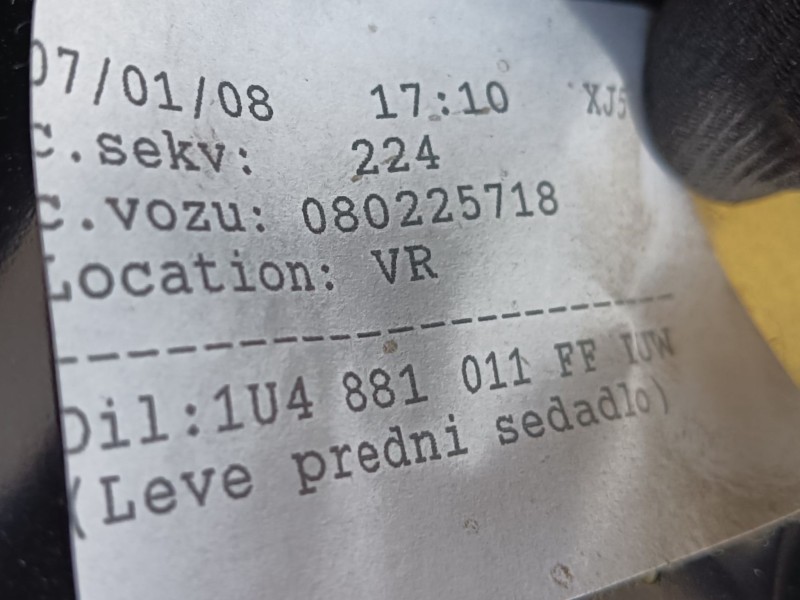 07/01/08 17:10 XJ5
C.sekv: 224
C.vozu: 080225718
Location: VR
--------------------------------
Dil:1U4 881 011 FF IUW
(Leve predni sedadlo)